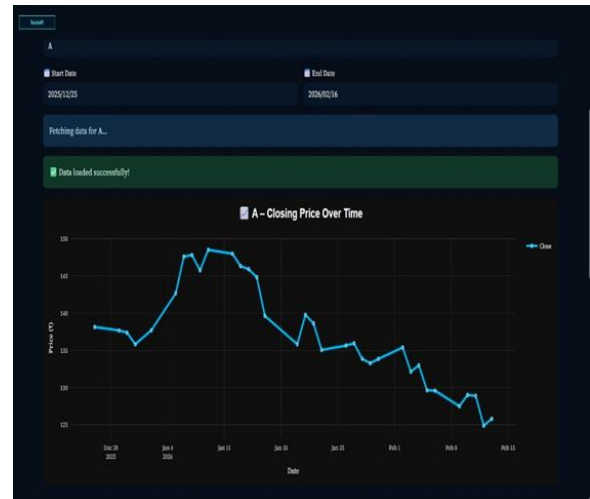 A
Start Date
End Date
2025/12/25
2026/02/16
Fetching data for A...
Data loaded successfully!
A – Closing Price Over Time
Close
150
145
140
135
130
125
Price (₹)
Dec 28
2025
Jan 4
2026
Jan 11
Jan 18
Jan 25
Feb 1
Feb 8
Feb 15
Date